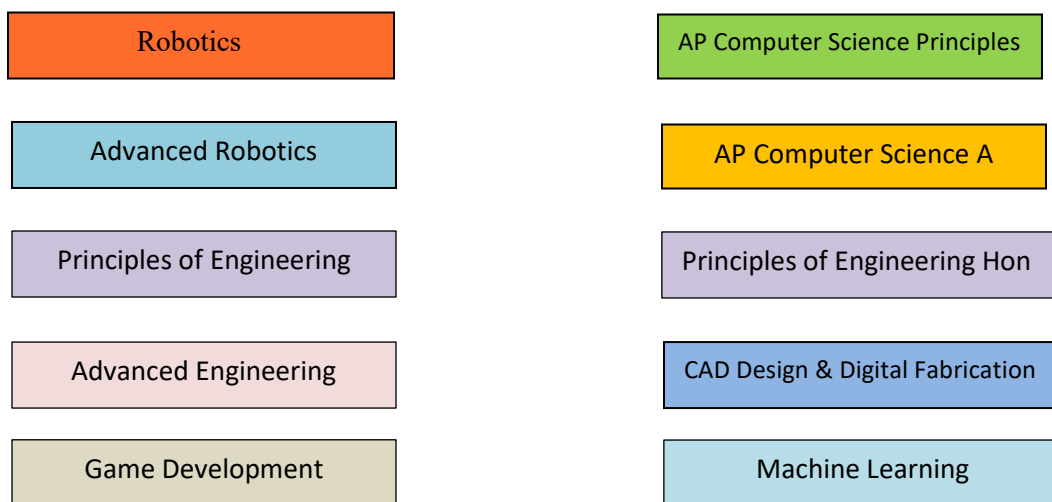 Robotics
AP Computer Science Principles
Advanced Robotics
AP Computer Science A
Principles of Engineering
Principles of Engineering Hon
Advanced Engineering
CAD Design & Digital Fabrication
Game Development
Machine Learning